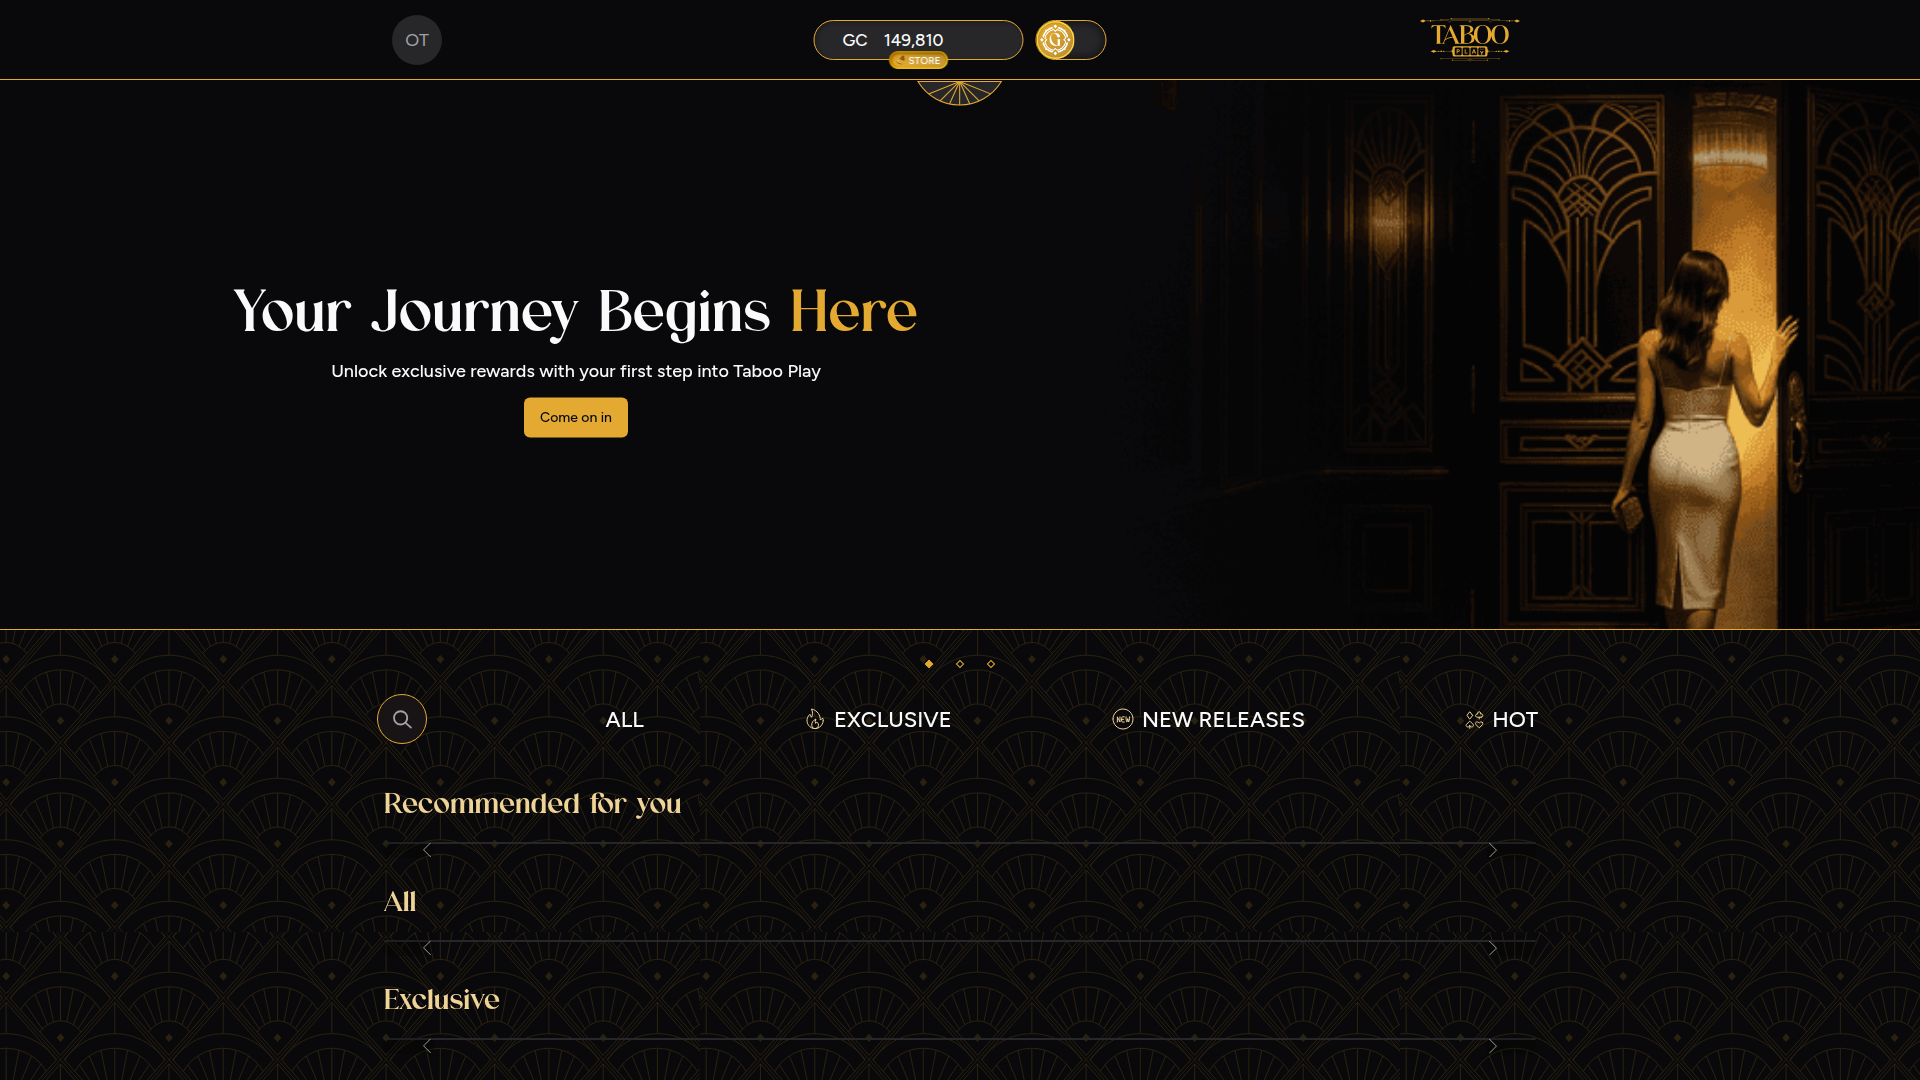 OT
GC 149,810
STORE
G
TABOO
PLAY
Your Journey Begins Here
Unlock exclusive rewards with your first step into Taboo Play
Come on in
ALL
EXCLUSIVE
NEW
NEW RELEASES
HOT
Recommended for you
All
Exclusive